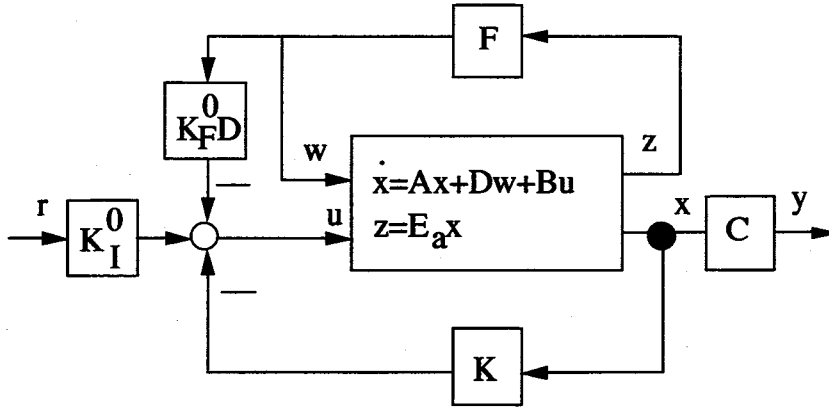 F
K_F^0 D
w
z
ẋ=Ax+Dw+Bu
z=E_a x
r
K_I^0
u
x
C
y
K